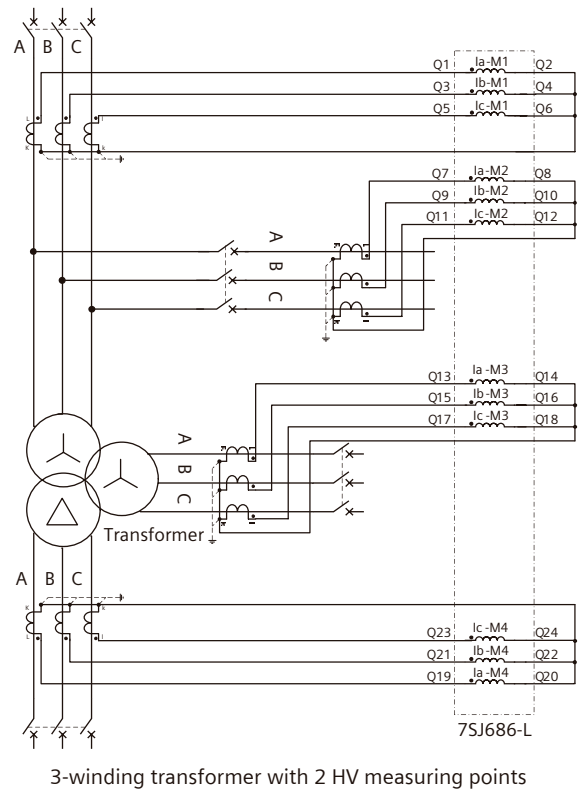 A B C
Q1 Ia-M1 Q2
Q3 Ib-M1 Q4
Q5 Ic-M1 Q6
Q7 Ia-M2 Q8
Q9 Ib-M2 Q10
Q11 Ic-M2 Q12
A
B
C
Q13 Ia-M3 Q14
Q15 Ib-M3 Q16
Q17 Ic-M3 Q18
A
B
C
Transformer
A B C
Q23 Ic-M4 Q24
Q21 Ib-M4 Q22
Q19 Ia-M4 Q20
7SJ686-L
3-winding transformer with 2 HV measuring points